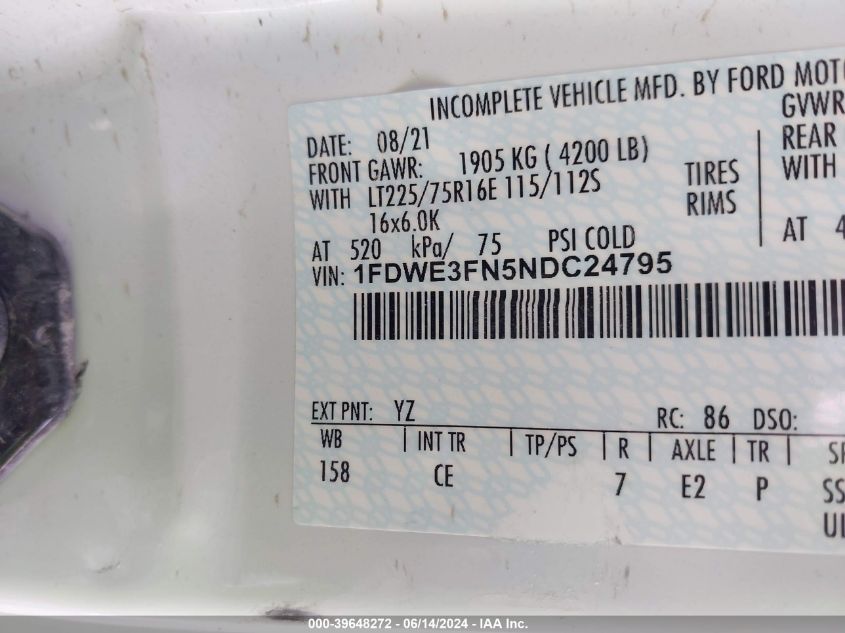 INCOMPLETE VEHICLE MFD. BY FORD MOTO
DATE: 08/21 GVWR
FRONT GAWR: 1905 KG ( 4200 LB) REAR
WITH LT225/75R16E 115/112S TIRES WITH
16x6.0K RIMS
AT 520 kPa/ 75 PSI COLD AT 4
VIN: 1FDWE3FN5NDC24795
EXT PNT: YZ RC: 86 DSO:
WB | INT TR | TP/PS | R | AXLE | TR | SP
158 CE 7 E2 P SS
UI
000-39648272 - 06/14/2024 - IAA Inc.